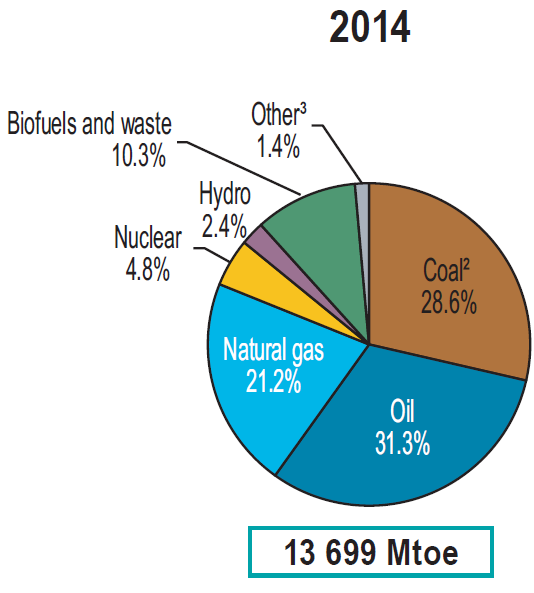 2014
Other³
1.4%
Biofuels and waste
10.3%
Hydro
2.4%
Nuclear
4.8%
Coal²
28.6%
Natural gas
21.2%
Oil
31.3%
13 699 Mtoe